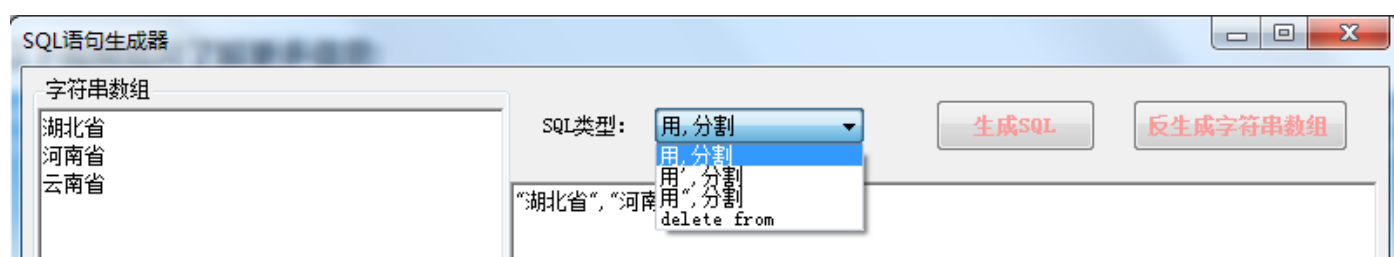 SQL语句生成器
字符串数组
湖北省
河南省
云南省
SQL类型:
用,分割
生成SQL
反生成字符串数组
用,分割
用’,分割
用“,分割
delete from
“湖北省“,“河南